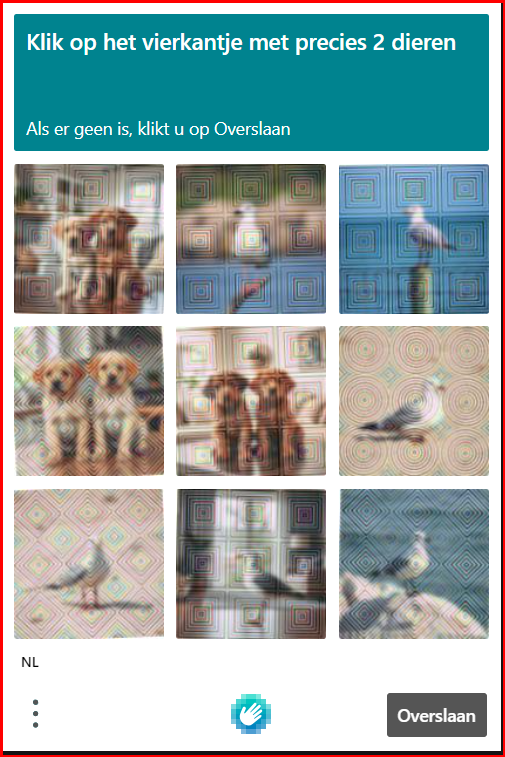 Klik op het vierkantje met precies 2 dieren
Als er geen is, klikt u op Overslaan
NL
Overslaan